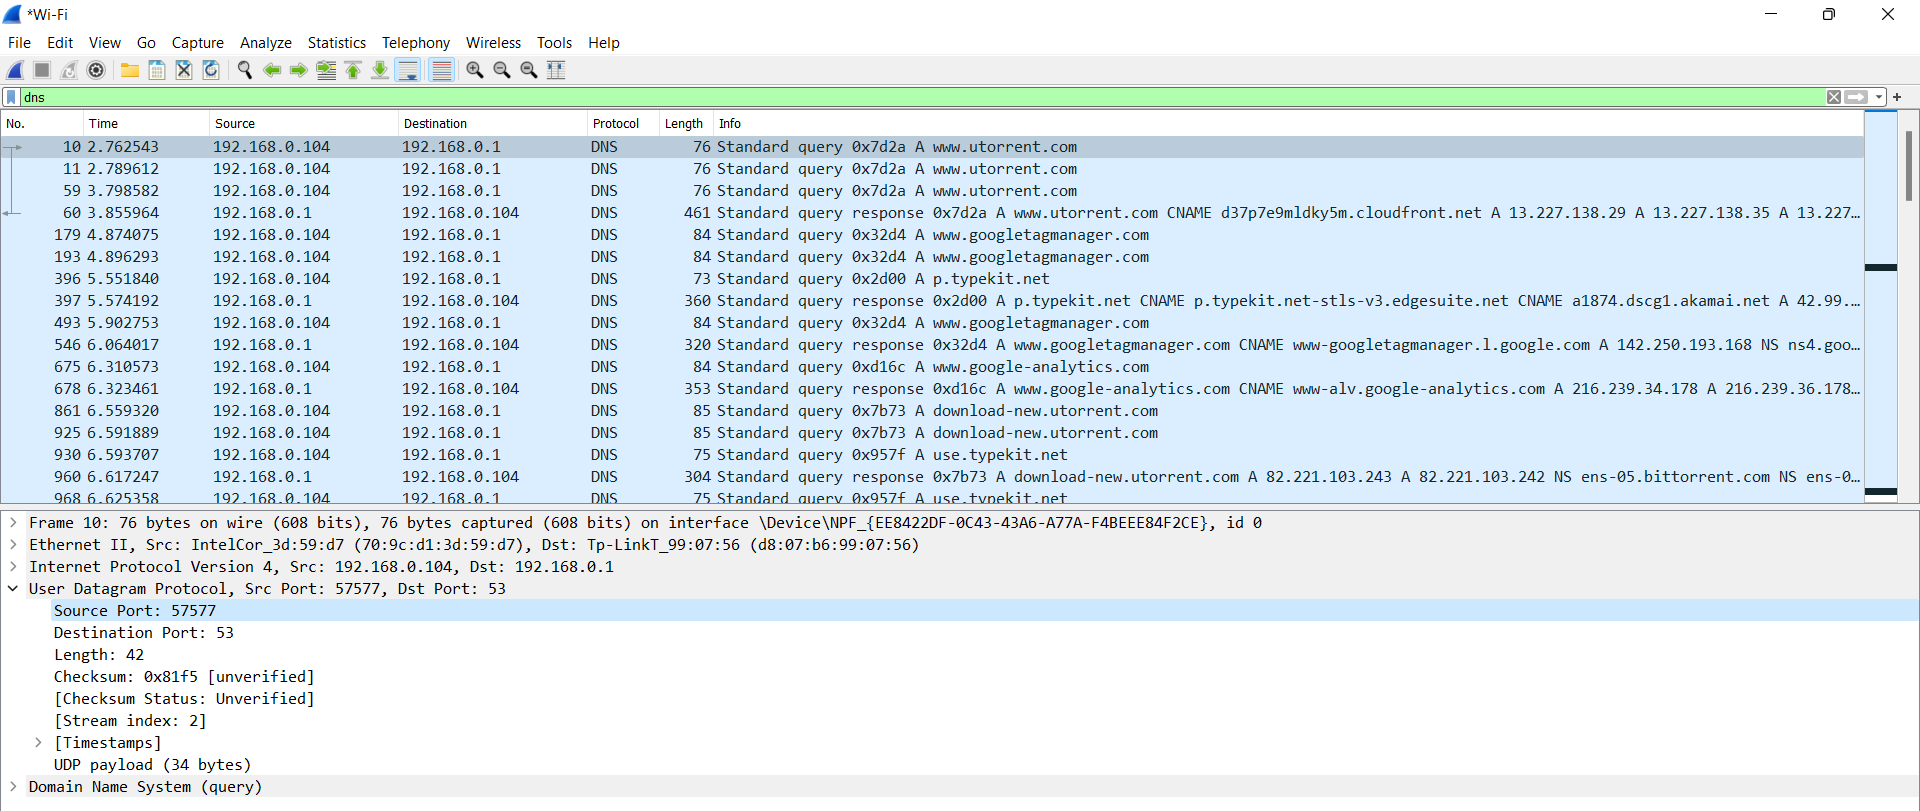 *Wi-Fi
File Edit View Go Capture Analyze Statistics Telephony Wireless Tools Help
dns
No. Time Source Destination Protocol Length Info
10 2.762543 192.168.0.104 192.168.0.1 DNS 76 Standard query 0x7d2a A www.utorrent.com
11 2.789612 192.168.0.104 192.168.0.1 DNS 76 Standard query 0x7d2a A www.utorrent.com
59 3.798582 192.168.0.104 192.168.0.1 DNS 76 Standard query 0x7d2a A www.utorrent.com
60 3.855964 192.168.0.1 192.168.0.104 DNS 461 Standard query response 0x7d2a A www.utorrent.com CNAME d37p7e9mldky5m.cloudfront.net A 13.227.138.29 A 13.227.138.35 A 13.227…
179 4.874075 192.168.0.104 192.168.0.1 DNS 84 Standard query 0x32d4 A www.googletagmanager.com
193 4.896293 192.168.0.104 192.168.0.1 DNS 84 Standard query 0x32d4 A www.googletagmanager.com
396 5.551840 192.168.0.104 192.168.0.1 DNS 73 Standard query 0x2d00 A p.typekit.net
397 5.574192 192.168.0.1 192.168.0.104 DNS 360 Standard query response 0x2d00 A p.typekit.net CNAME p.typekit.net-stls-v3.edgesuite.net CNAME a1874.dscg1.akamai.net A 42.99.…
493 5.902753 192.168.0.104 192.168.0.1 DNS 84 Standard query 0x32d4 A www.googletagmanager.com
546 6.064017 192.168.0.1 192.168.0.104 DNS 320 Standard query response 0x32d4 A www.googletagmanager.com CNAME www-googletagmanager.l.google.com A 142.250.193.168 NS ns4.goo…
675 6.310573 192.168.0.104 192.168.0.1 DNS 84 Standard query 0xd16c A www.google-analytics.com
678 6.323461 192.168.0.1 192.168.0.104 DNS 353 Standard query response 0xd16c A www.google-analytics.com CNAME www-alv.google-analytics.com A 216.239.34.178 A 216.239.36.178…
861 6.559320 192.168.0.104 192.168.0.1 DNS 85 Standard query 0x7b73 A download-new.utorrent.com
925 6.591889 192.168.0.104 192.168.0.1 DNS 85 Standard query 0x7b73 A download-new.utorrent.com
930 6.593707 192.168.0.104 192.168.0.1 DNS 75 Standard query 0x957f A use.typekit.net
960 6.617247 192.168.0.1 192.168.0.104 DNS 304 Standard query response 0x7b73 A download-new.utorrent.com A 82.221.103.243 A 82.221.103.242 NS ens-05.bittorrent.com NS ens-0…
968 6.625358 192.168.0.104 192.168.0.1 DNS 75 Standard query 0x957f A use.typekit.net
Frame 10: 76 bytes on wire (608 bits), 76 bytes captured (608 bits) on interface \Device\NPF_{EE8422DF-0C43-43A6-A77A-F4BEEE84F2CE}, id 0
Ethernet II, Src: IntelCor_3d:59:d7 (70:9c:d1:3d:59:d7), Dst: Tp-LinkT_99:07:56 (d8:07:b6:99:07:56)
Internet Protocol Version 4, Src: 192.168.0.104, Dst: 192.168.0.1
User Datagram Protocol, Src Port: 57577, Dst Port: 53
Source Port: 57577
Destination Port: 53
Length: 42
Checksum: 0x81f5 [unverified]
[Checksum Status: Unverified]
[Stream index: 2]
[Timestamps]
UDP payload (34 bytes)
Domain Name System (query)